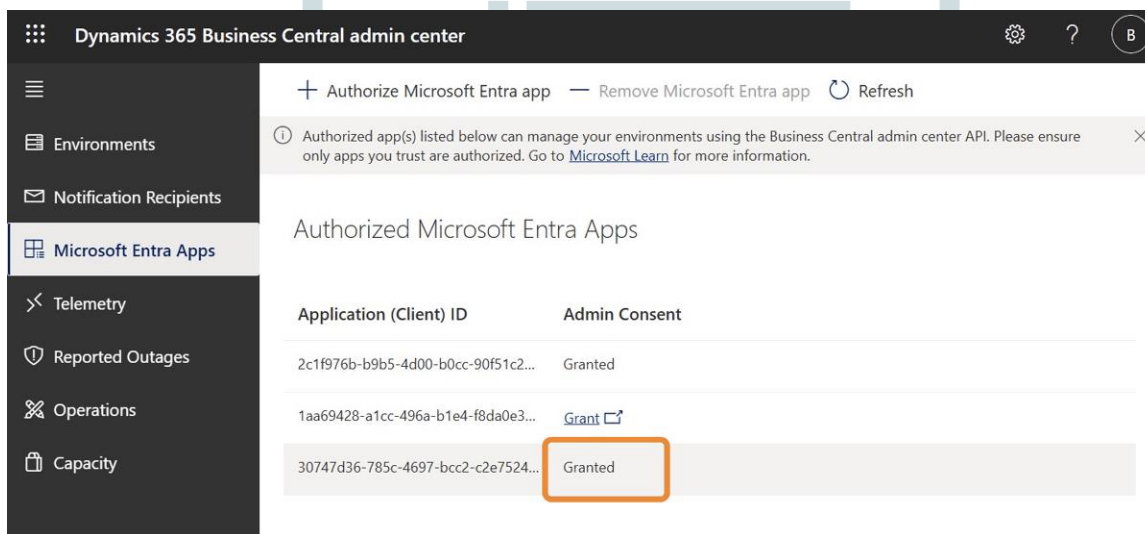 Dynamics 365 Business Central admin center
?
B
Authorize Microsoft Entra app
Remove Microsoft Entra app
Refresh
Authorized app(s) listed below can manage your environments using the Business Central admin center API. Please ensure
only apps you trust are authorized. Go to Microsoft Learn for more information.
Environments
Notification Recipients
Microsoft Entra Apps
Telemetry
Reported Outages
Operations
Capacity
Authorized Microsoft Entra Apps
Application (Client) ID Admin Consent
2c1f976b-b9b5-4d00-b0cc-90f51c2... Granted
1aa69428-a1cc-496a-b1e4-f8da0e3... Grant
30747d36-785c-4697-bcc2-c2e7524... Granted